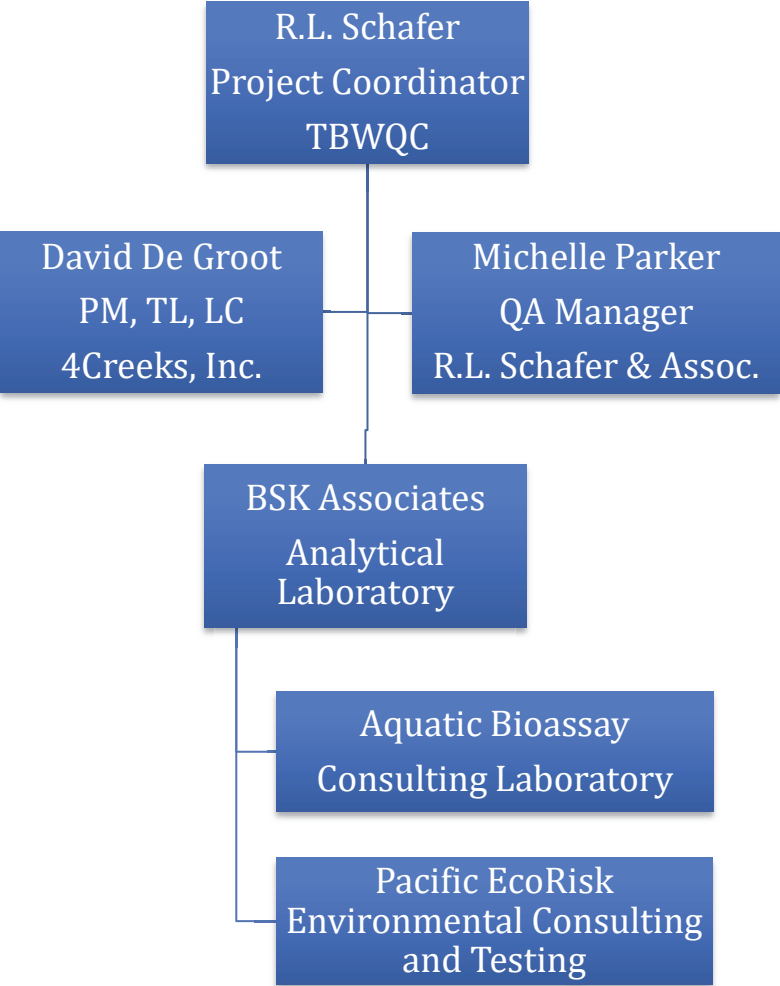 R.L. Schafer
Project Coordinator
TBWQC
David De Groot
PM, TL, LC
4Creeks, Inc.
Michelle Parker
QA Manager
R.L. Schafer & Assoc.
BSK Associates
Analytical
Laboratory
Aquatic Bioassay
Consulting Laboratory
Pacific EcoRisk
Environmental Consulting
and Testing